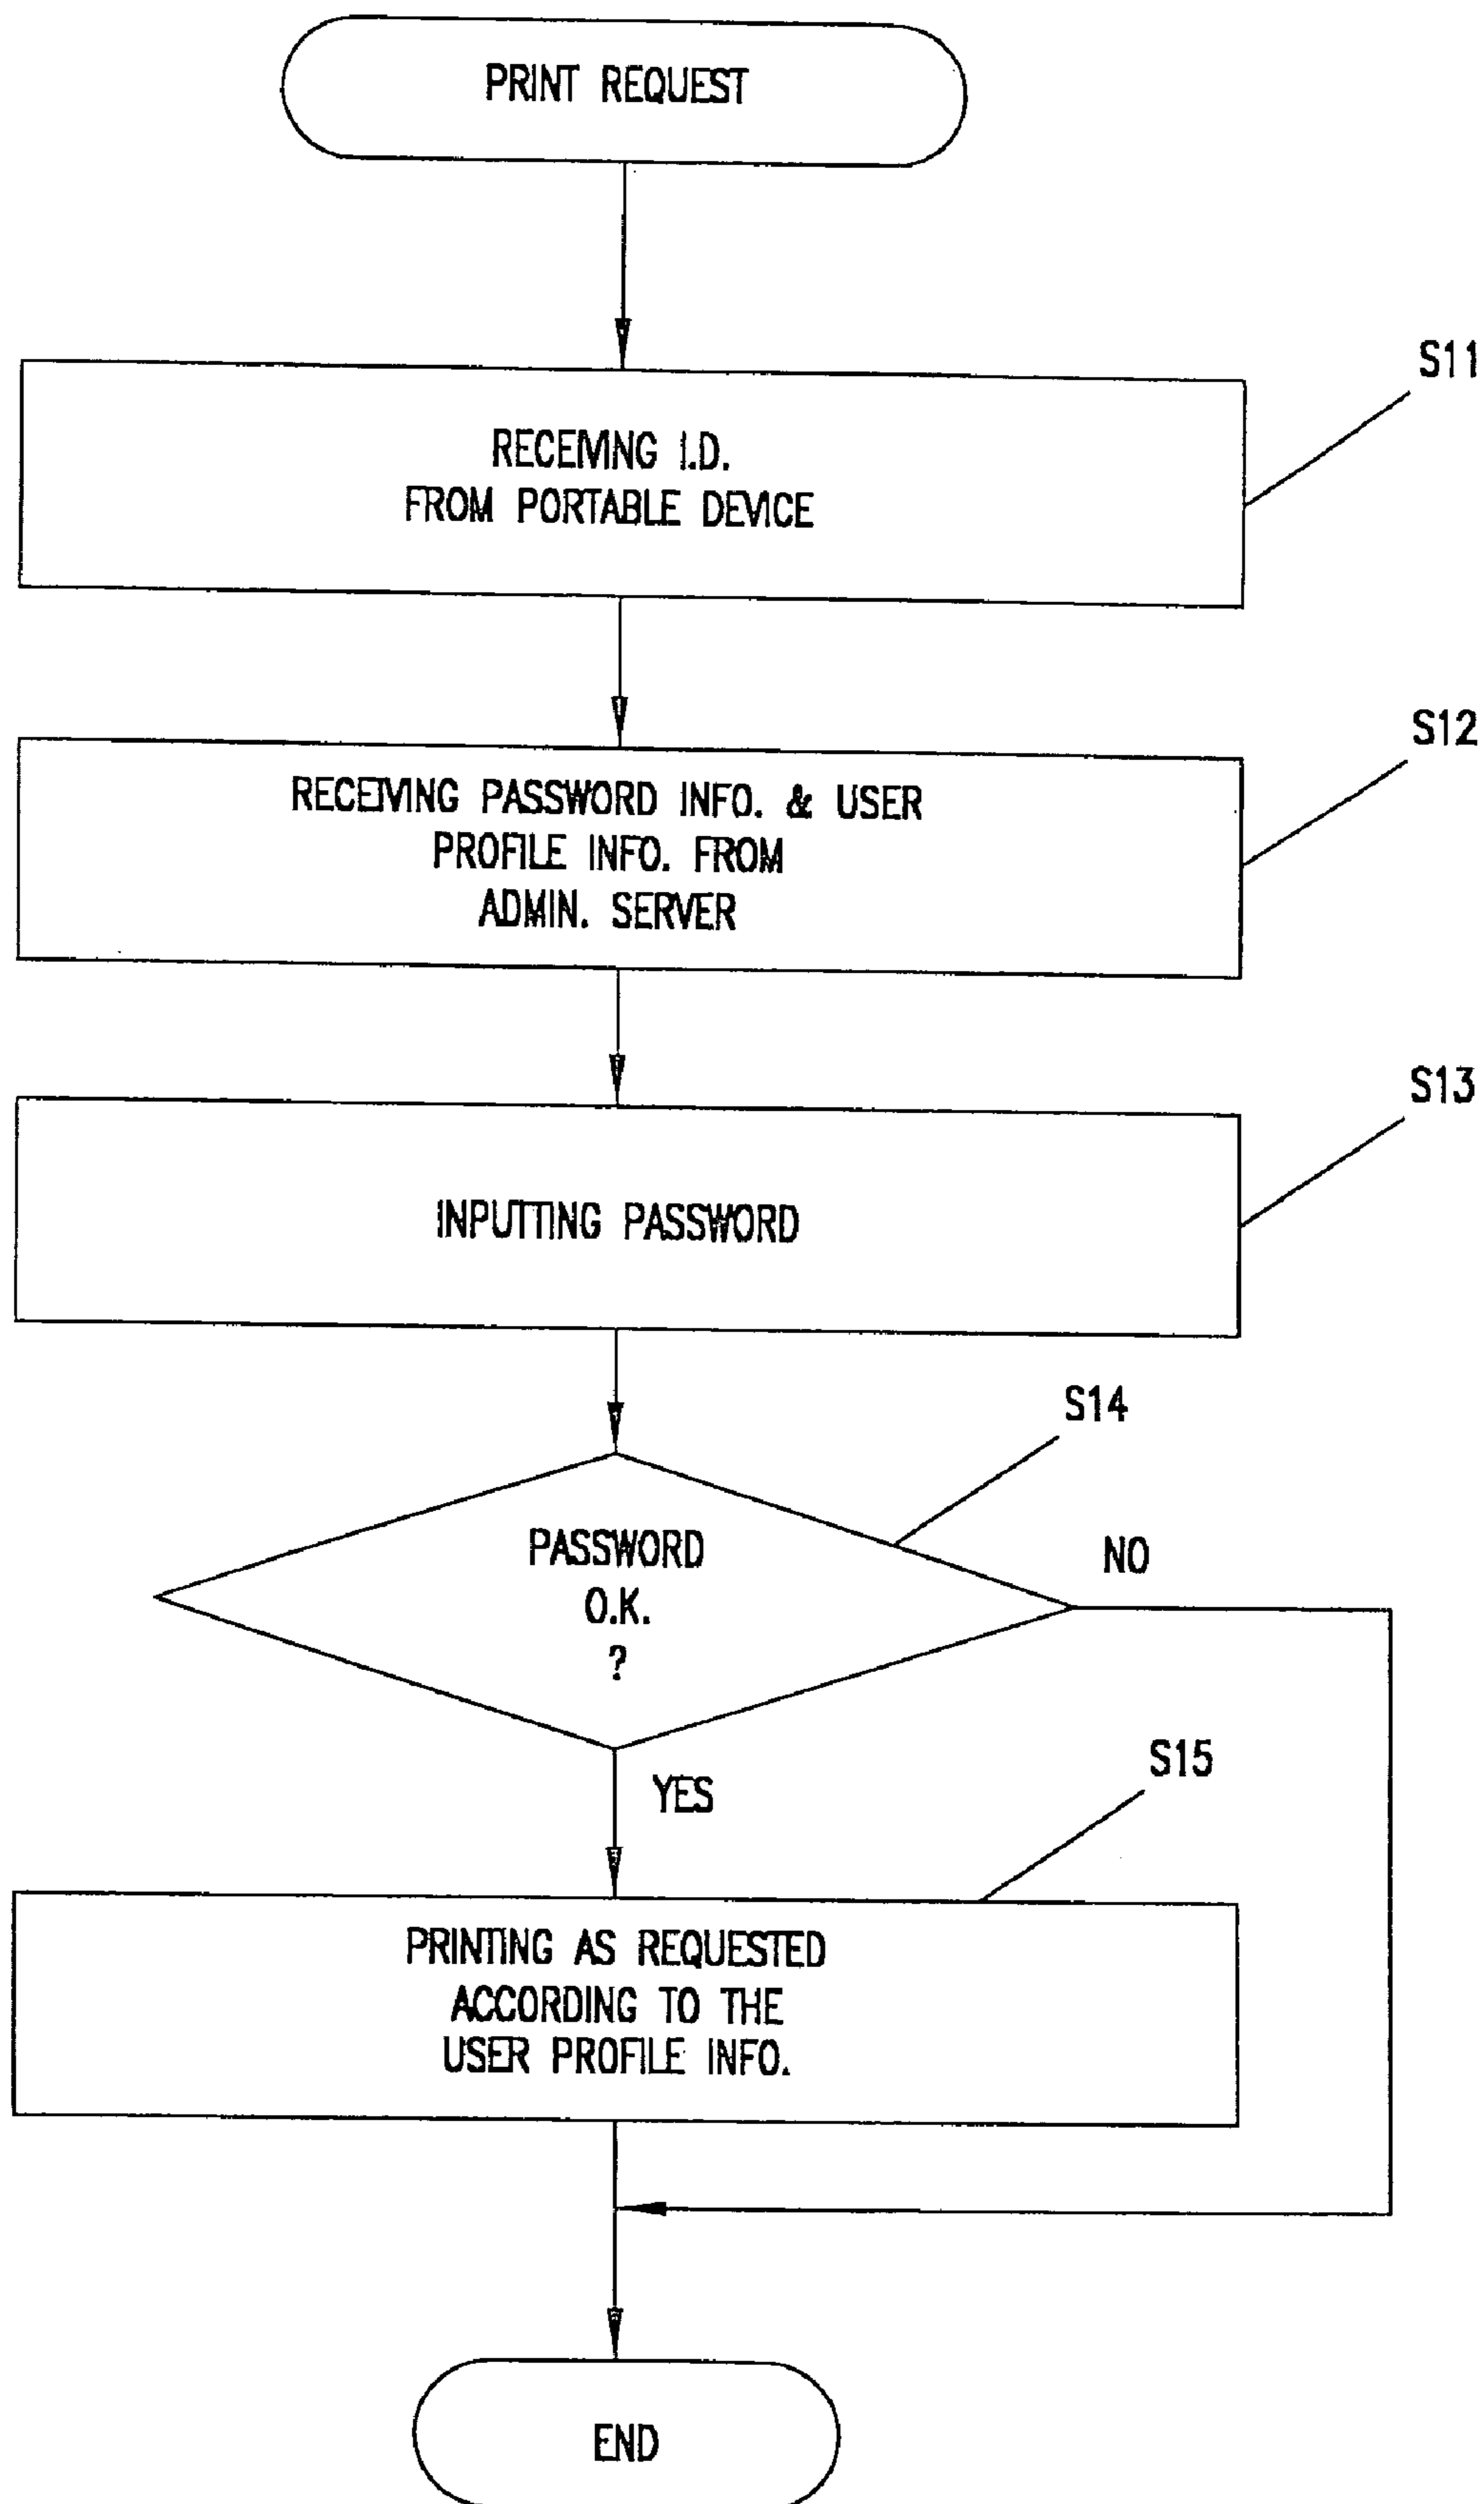 PRINT REQUEST
S11
RECEIVING I.D.
FROM PORTABLE DEVICE
S12
RECEIVING PASSWORD INFO. & USER
PROFILE INFO. FROM
ADMIN. SERVER
S13
INPUTTING PASSWORD
S14
PASSWORD
O.K.
?
NO
YES
S15
PRINTING AS REQUESTED
ACCORDING TO THE
USER PROFILE INFO.
END